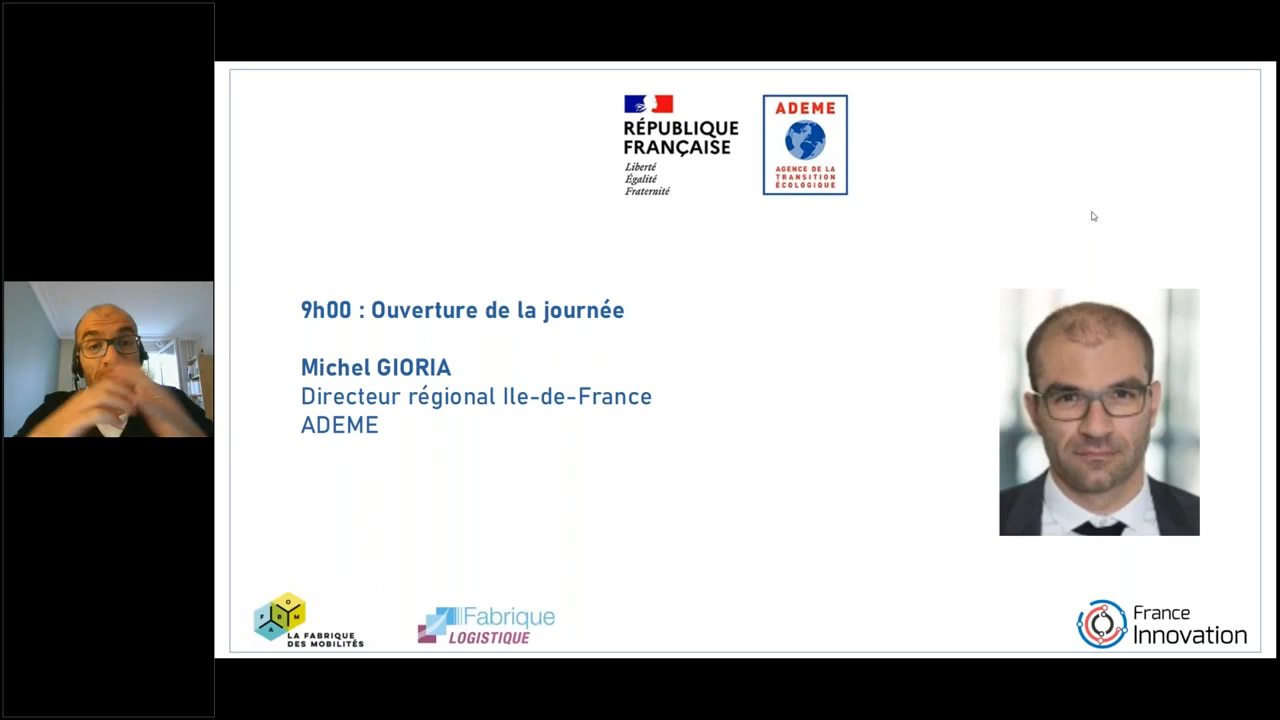 RÉPUBLIQUE
FRANÇAISE
Liberté
Égalité
Fraternité
ADEME
AGENCE DE LA
TRANSITION
ÉCOLOGIQUE
9h00 : Ouverture de la journée
Michel GIORIA
Directeur régional Ile-de-France
ADEME
FABM
LA FABRIQUE
DES MOBILITÉS
Fabrique
LOGISTIQUE
France
Innovation